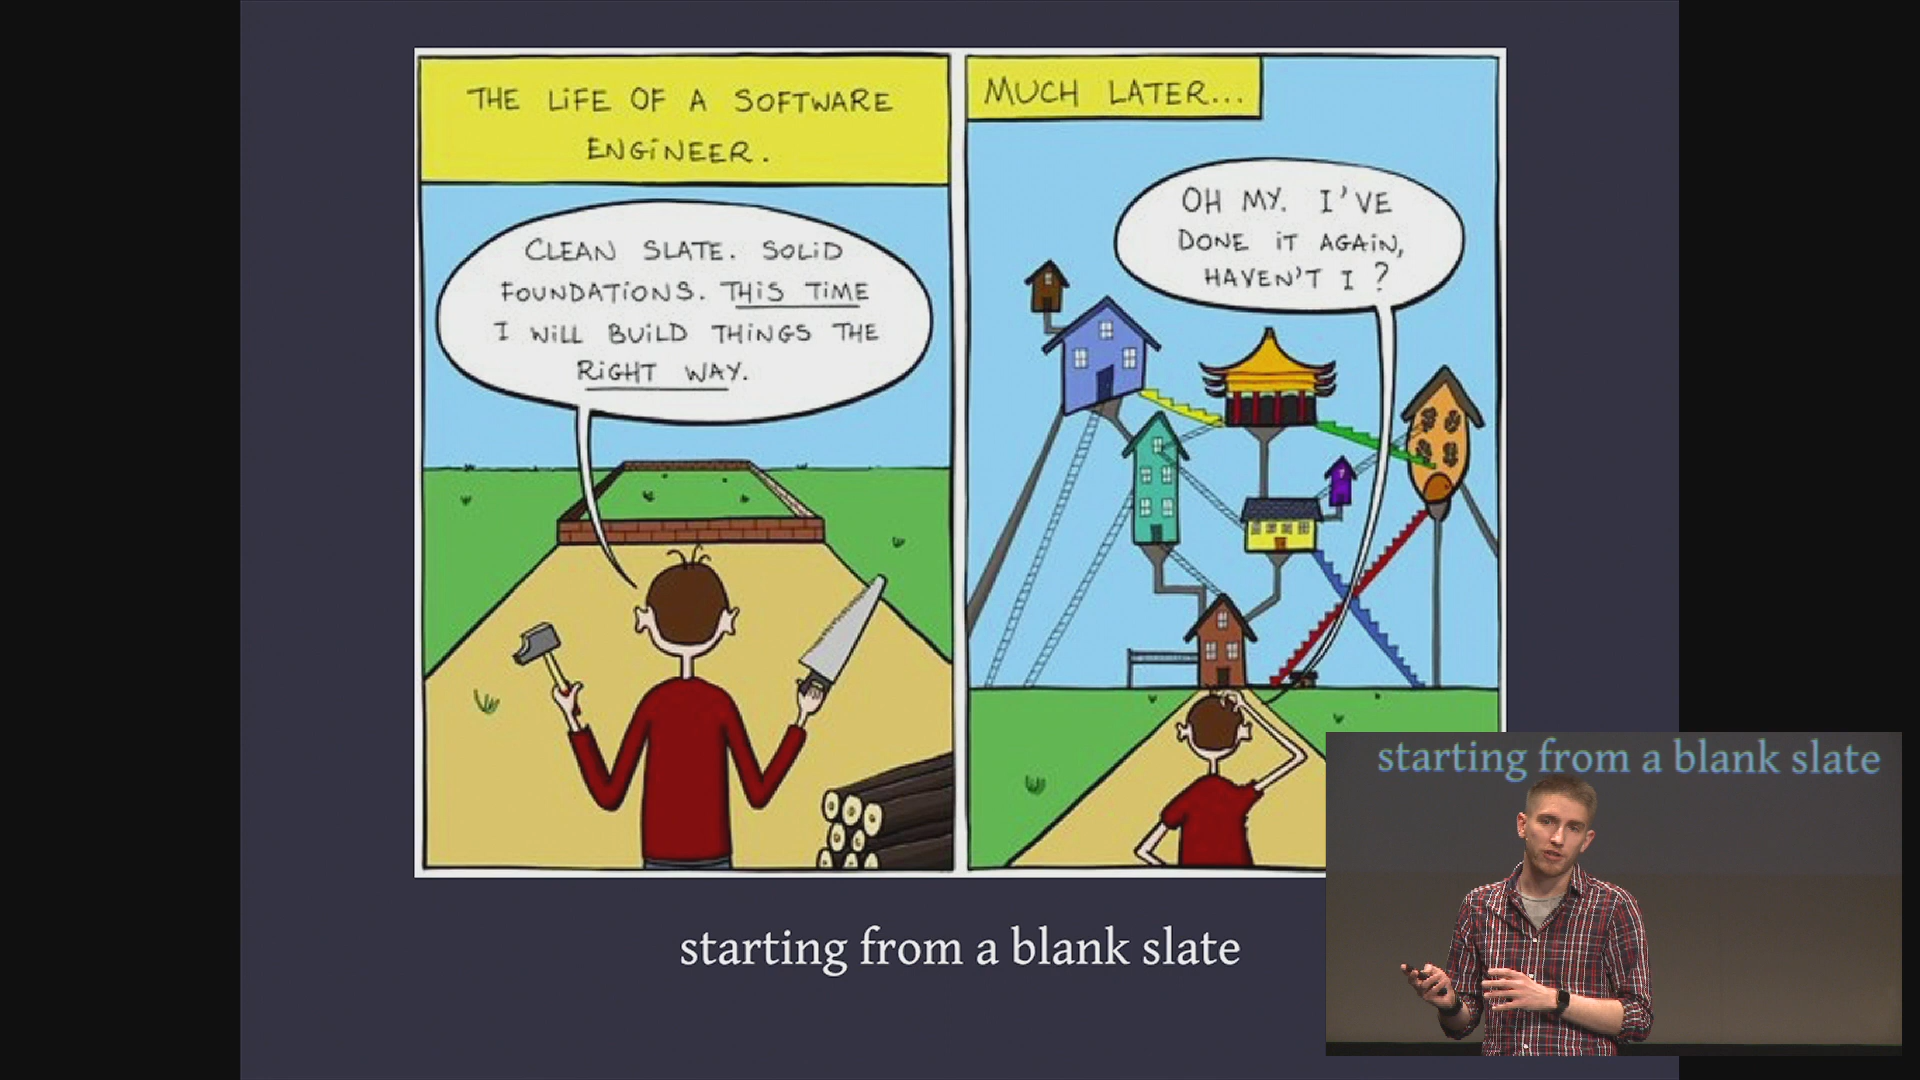 THE LIFE OF A SOFTWARE
ENGINEER.
CLEAN SLATE. SOLID
FOUNDATIONS. THIS TIME
I WILL BUILD THINGS THE
RIGHT WAY.
MUCH LATER...
OH MY. I'VE
DONE IT AGAIN,
HAVEN'T I ?
starting from a blank slate
starting from a blank slate